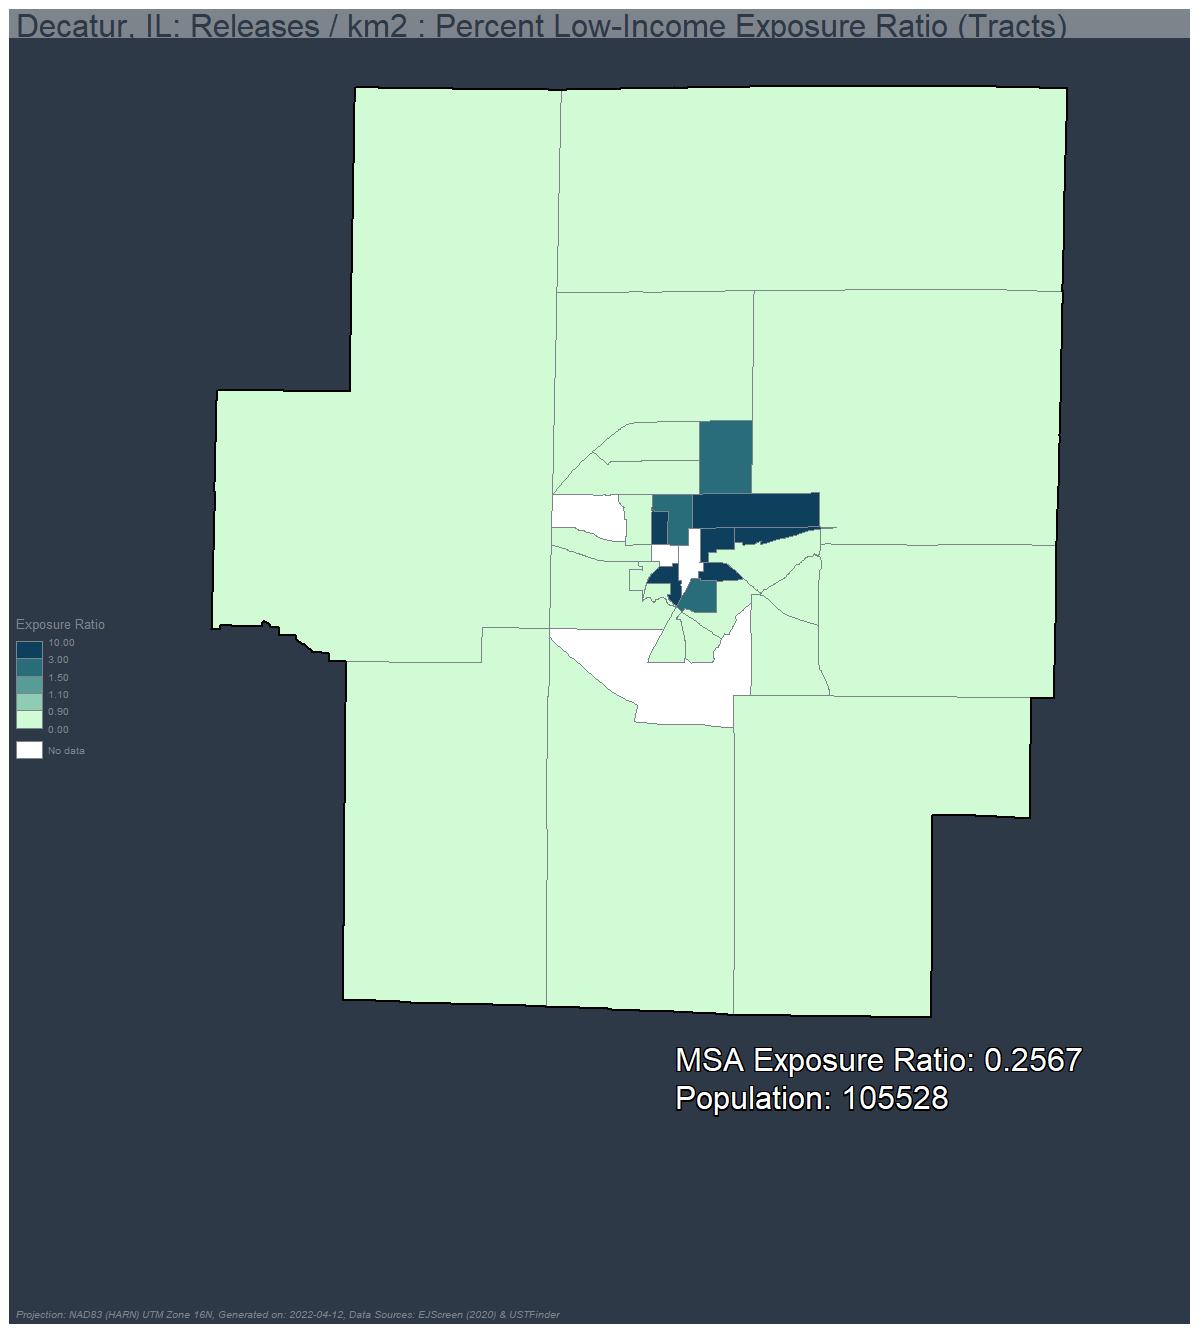 Decatur, IL: Releases / km2 : Percent Low-Income Exposure Ratio (Tracts)
Exposure Ratio
10.00
3.00
1.50
1.10
0.90
0.00
No data
MSA Exposure Ratio: 0.2567
Population: 105528
Projection: NAD83 (HARN) UTM Zone 16N, Generated on: 2022-04-12, Data Sources: EJScreen (2020) & USTFinder